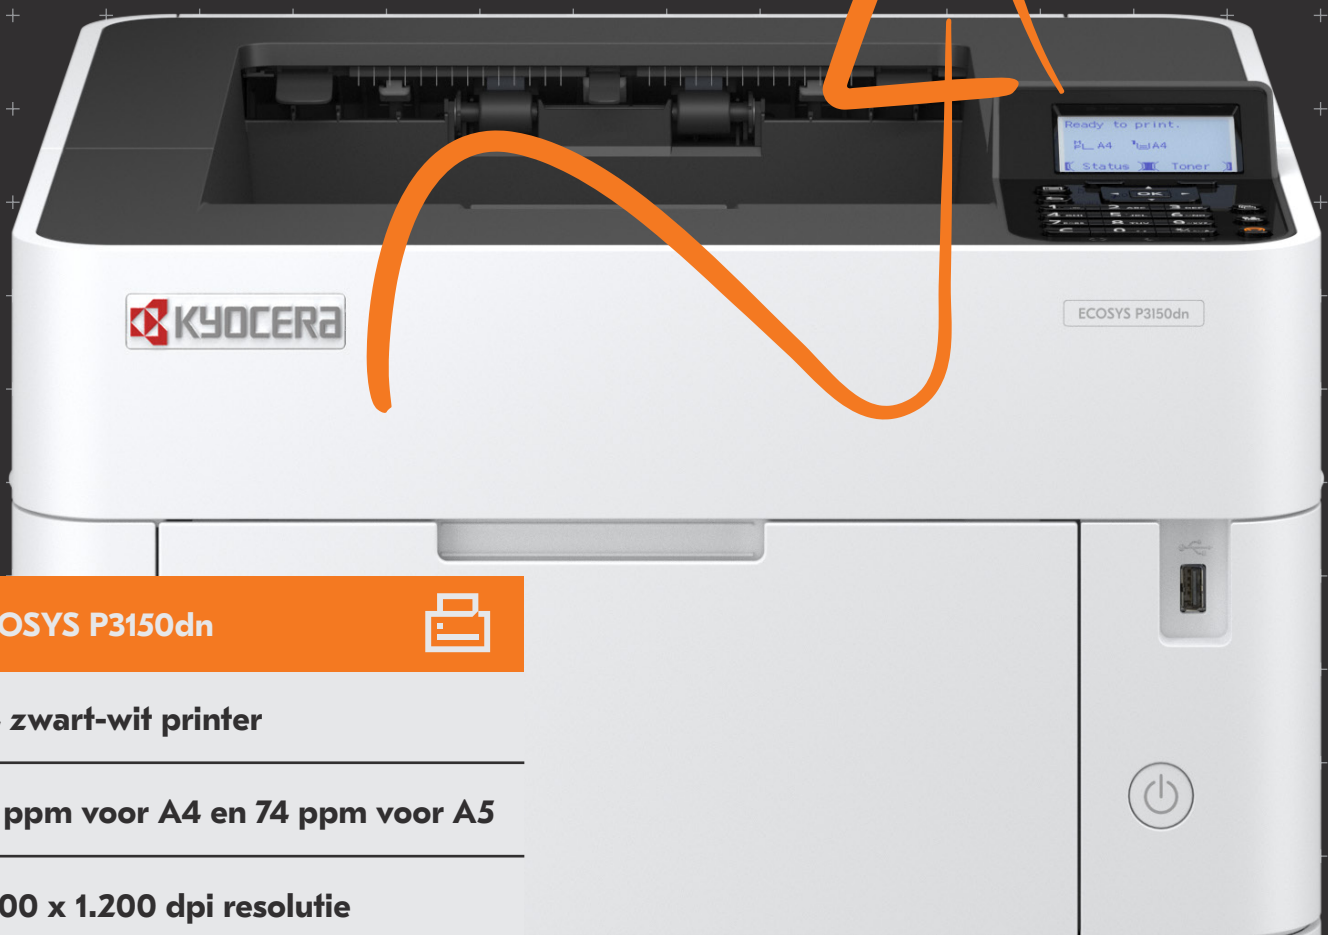 Ready to print.
A4 A4
Status Toner
OK
KYOCERA
ECOSYS P3150dn
OSYS P3150dn
zwart-wit printer
ppm voor A4 en 74 ppm voor A5
00 x 1.200 dpi resolutie